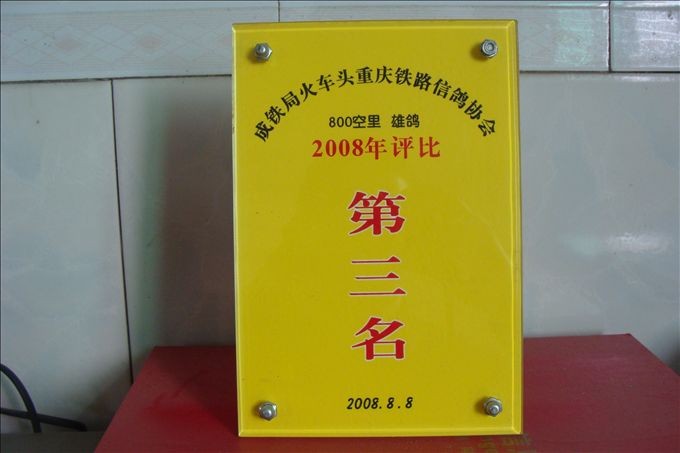 成铁局火车头重庆铁路信鸽协会
800空里 雄鸽
2008年评比
第
三
名
2008.8.8